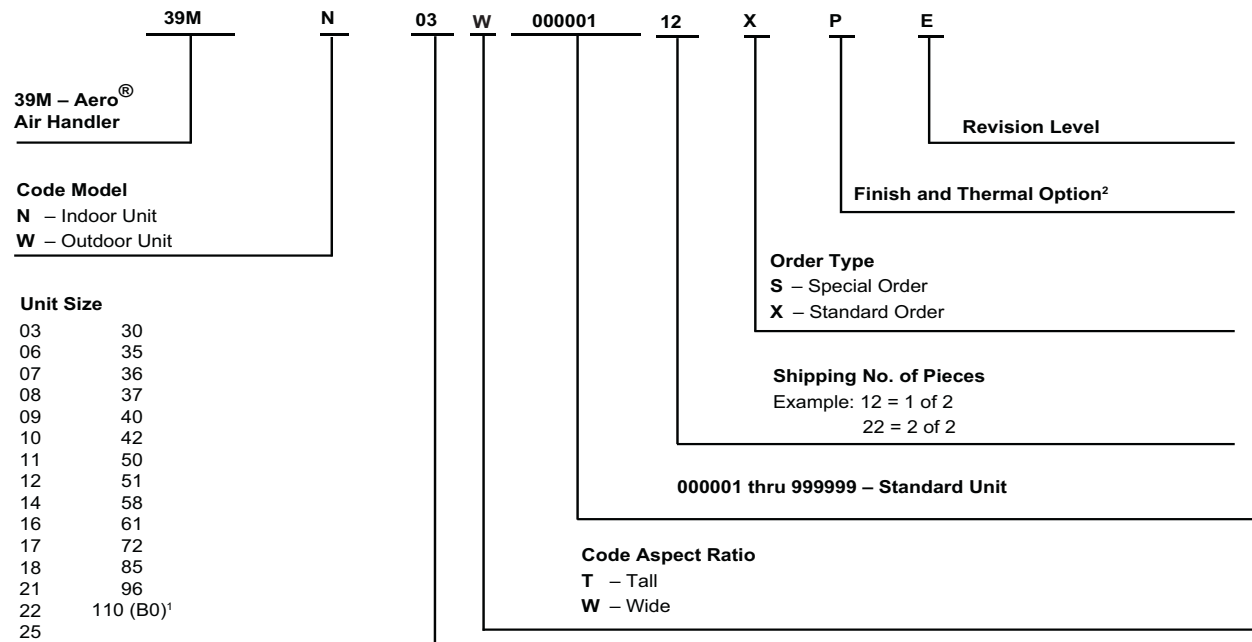 39M N 03 W 000001 12 X P E
39M – Aero®
Air Handler
Revision Level
Code Model
N – Indoor Unit
W – Outdoor Unit
Finish and Thermal Option²
Order Type
S – Special Order
X – Standard Order
Unit Size
03 30
06 35
07 36
08 37
09 40
10 42
11 50
12 51
14 58
16 61
17 72
18 85
21 96
22 110 (B0)¹
25
Shipping No. of Pieces
Example: 12 = 1 of 2
22 = 2 of 2
000001 thru 999999 – Standard Unit
Code Aspect Ratio
T – Tall
W – Wide